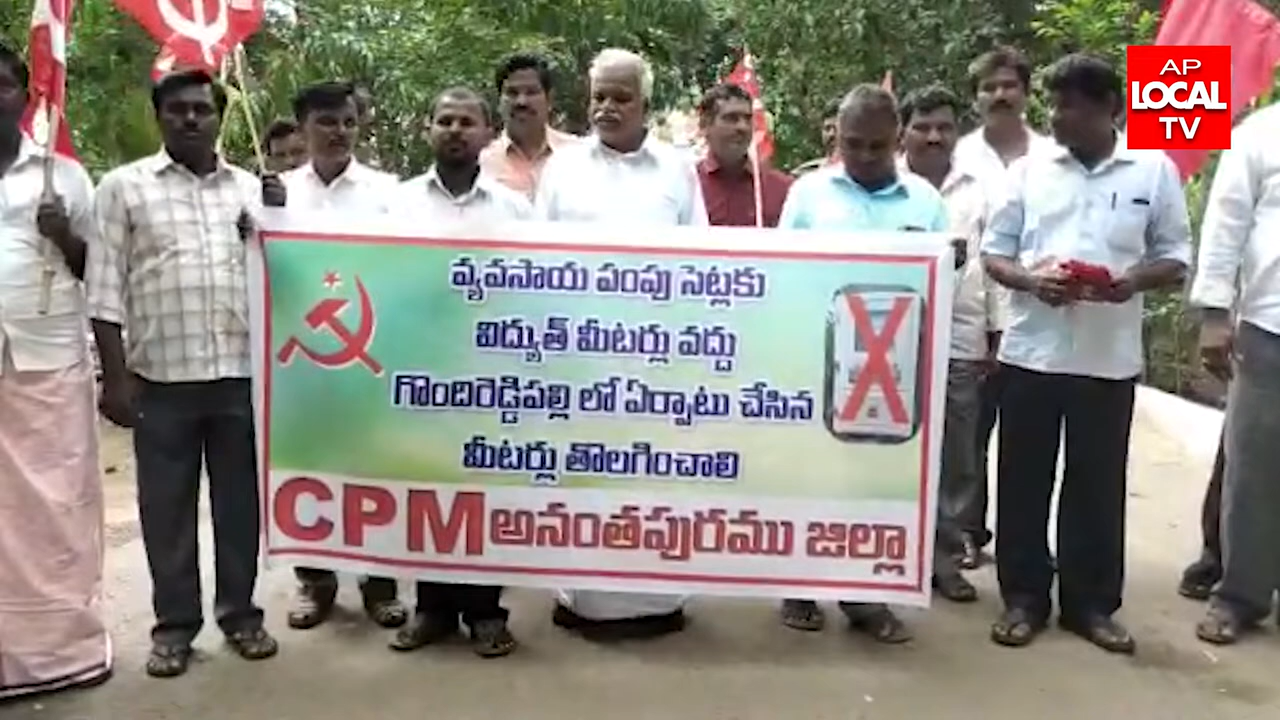 AP
LOCAL
TV
వ్యవసాయ పంపు సెట్లకు
విద్యుత్ మీటర్లు వద్దు
గొందిరెడ్డిపల్లి లో ఏర్పాటు చేసిన
మీటర్లు తొలగించాలి
CPM అనంతపురము జిల్లా